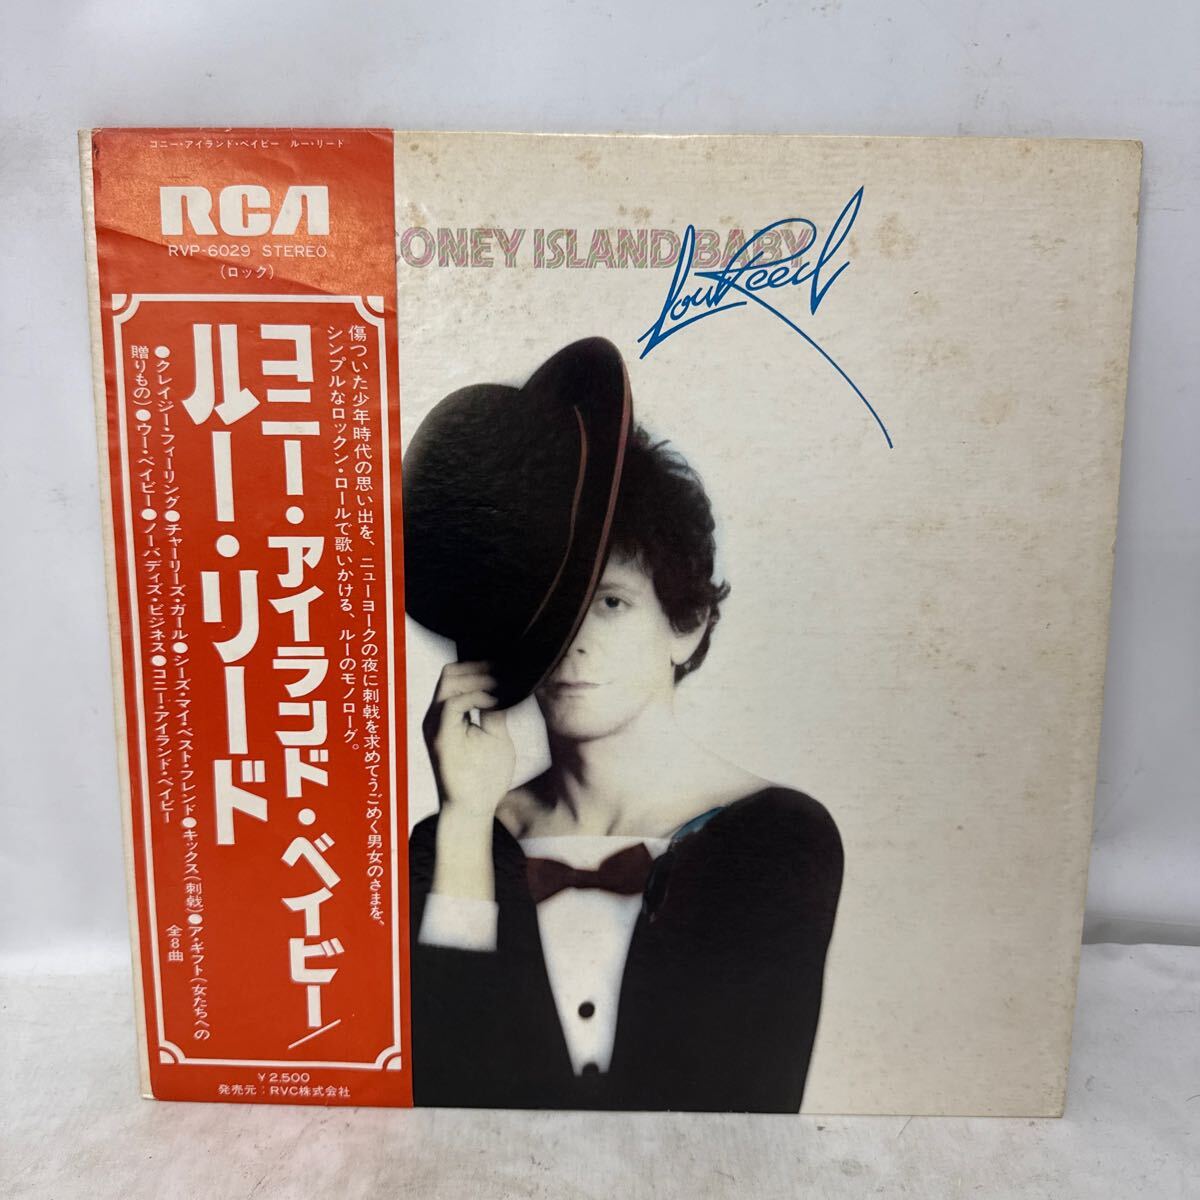 コニー・アイランド・ベイビー ルー・リード
RCA
RVP-6029 STEREO
(ロック)
傷ついた少年時代の思い出を、ニューヨークの夜に刺戟を求めてうごめく男女のさまを、
シンプルなロックン・ロールで歌いかける、ルーのモノローグ。
コニー・アイランド・ベイビー/
ルー・リード
●クレイジー・フィーリング●チャーリーズ・ガール●シーズ・マイ・ベスト・フレンド●キックス(刺戟)●ア・ギフト(女たちへの
贈りもの)●ウー・ベイビー●ノーバディズ・ビジネス●コニー・アイランド・ベイビー
全8曲
¥2,500
発売元:RVC株式会社
CONEY ISLAND BABY
Lou Reed